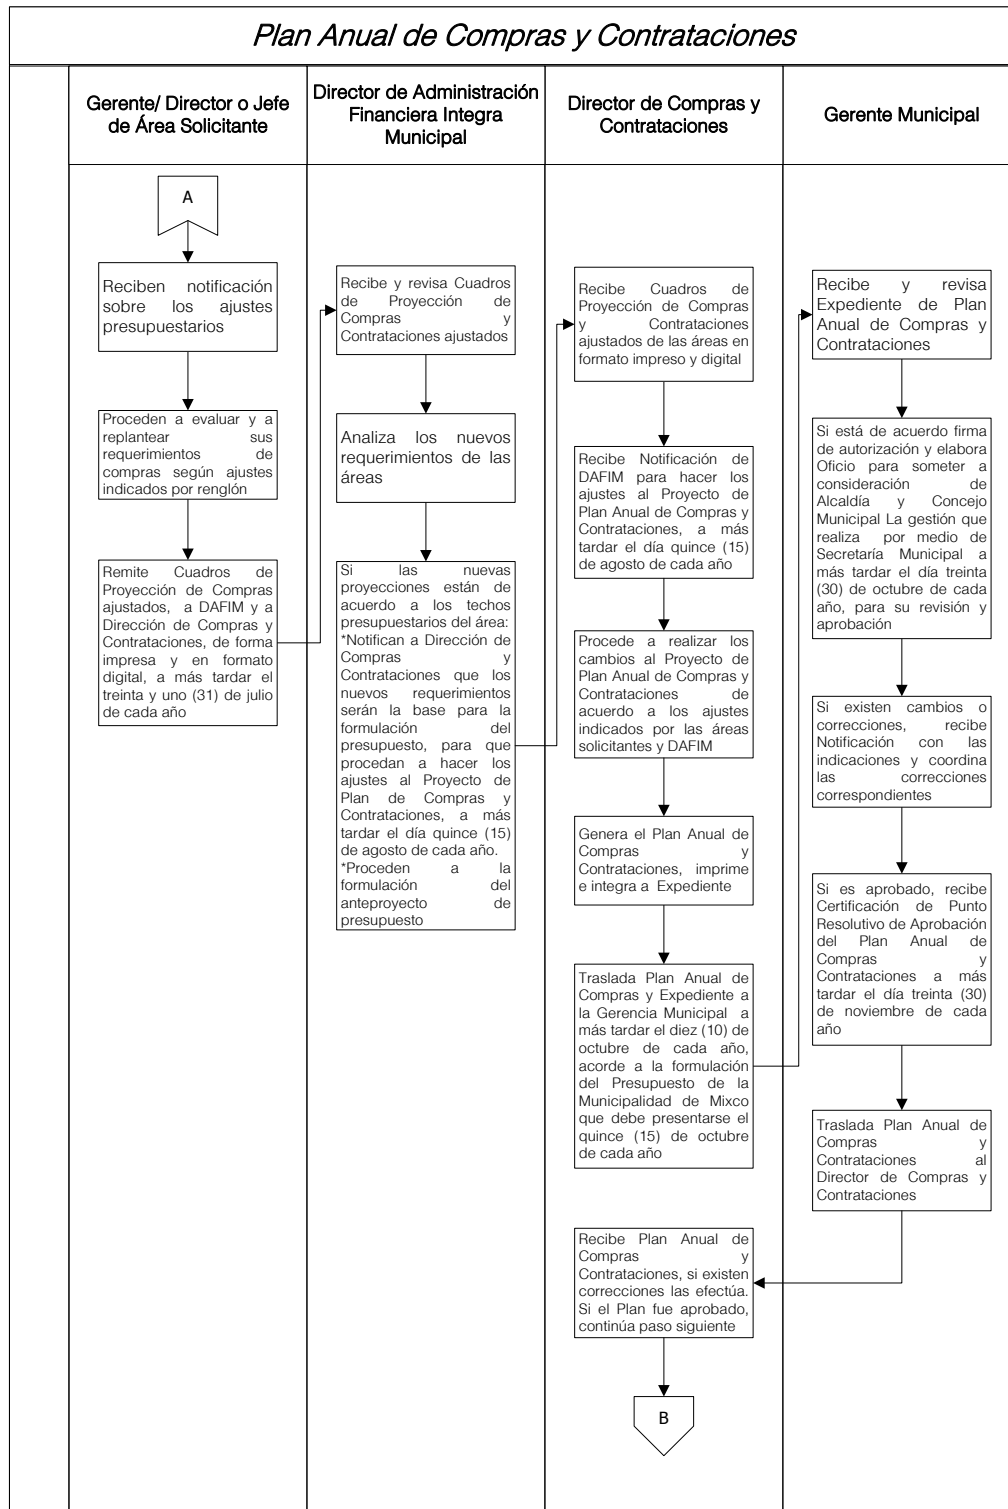 Plan Anual de Compras y Contrataciones
Gerente/ Director o Jefe
de Área Solicitante
Director de Administración
Financiera Integra
Municipal
Director de Compras y
Contrataciones
Gerente Municipal
A
Reciben notificación
sobre los ajustes
presupuestarios
Proceden a evaluar y a
replantear sus
requerimientos de
compras según ajustes
indicados por renglón
Remite Cuadros de
Proyección de Compras
ajustados, a DAFIM y a
Dirección de Compras y
Contrataciones, de forma
impresa y en formato
digital, a más tardar el
treinta y uno (31) de julio
de cada año
Recibe y revisa Cuadros
de Proyección de
Compras y
Contrataciones ajustados
Analiza los nuevos
requerimientos de las
áreas
Si las nuevas
proyecciones están de
acuerdo a los techos
presupuestarios del área:
*Notifican a Dirección de
Compras y
Contrataciones que los
nuevos requerimientos
serán la base para la
formulación del
presupuesto, para que
procedan a hacer los
ajustes al Proyecto de
Plan de Compras y
Contrataciones, a más
tardar el día quince (15)
de agosto de cada año.
*Proceden a la
formulación del
anteproyecto de
presupuesto
Recibe Cuadros de
Proyección de Compras
y Contrataciones
ajustados de las áreas en
formato impreso y digital
Recibe Notificación de
DAFIM para hacer los
ajustes al Proyecto de
Plan Anual de Compras y
Contrataciones, a más
tardar el día quince (15)
de agosto de cada año
Procede a realizar los
cambios al Proyecto de
Plan Anual de Compras y
Contrataciones de
acuerdo a los ajustes
indicados por las áreas
solicitantes y DAFIM
Genera el Plan Anual de
Compras y
Contrataciones, imprime
e integra a Expediente
Traslada Plan Anual de
Compras y Expediente a
la Gerencia Municipal a
más tardar el diez (10) de
octubre de cada año,
acorde a la formulación
del Presupuesto de la
Municipalidad de Mixco
que debe presentarse el
quince (15) de octubre
de cada año
Recibe Plan Anual de
Compras y
Contrataciones, si existen
correcciones las efectúa.
Si el Plan fue aprobado,
continúa paso siguiente
B
Recibe y revisa
Expediente de Plan
Anual de Compras y
Contrataciones
Si está de acuerdo firma
de autorización y elabora
Oficio para someter a
consideración de
Alcaldía y Concejo
Municipal La gestión que
realiza por medio de
Secretaría Municipal a
más tardar el día treinta
(30) de octubre de cada
año, para su revisión y
aprobación
Si existen cambios o
correcciones, recibe
Notificación con las
indicaciones y coordina
las correcciones
correspondientes
Si es aprobado, recibe
Certificación de Punto
Resolutivo de Aprobación
del Plan Anual de
Compras y
Contrataciones a más
tardar el día treinta (30)
de noviembre de cada
año
Traslada Plan Anual de
Compras y
Contrataciones al
Director de Compras y
Contrataciones